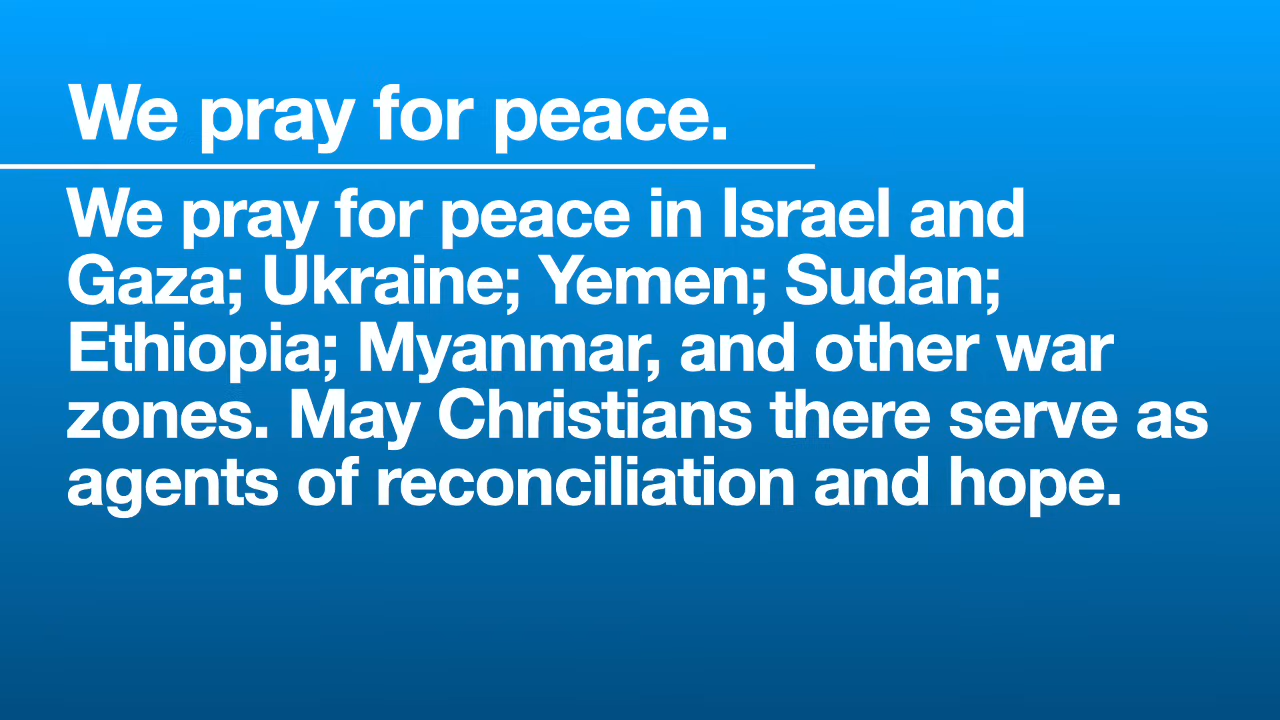 We pray for peace.
We pray for peace in Israel and
Gaza; Ukraine; Yemen; Sudan;
Ethiopia; Myanmar, and other war
zones. May Christians there serve as
agents of reconciliation and hope.